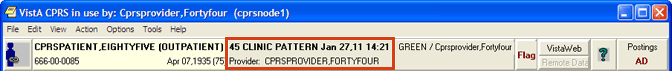 VistA CPRS in use by: Cprsprovider,Fortyfour (cprsnode1)
File Edit View Action Options Tools Help
CPRSPATIENT,EIGHTYFIVE (OUTPATIENT)
666-00-0085 Apr 07,1935 (75)
45 CLINIC PATTERN Jan 27,11 14:21
Provider: CPRSPROVIDER,FORTYFOUR
GREEN / Cprsprovider,Fortyfour
Flag
VistaWeb
Remote Data
?
Postings
AD